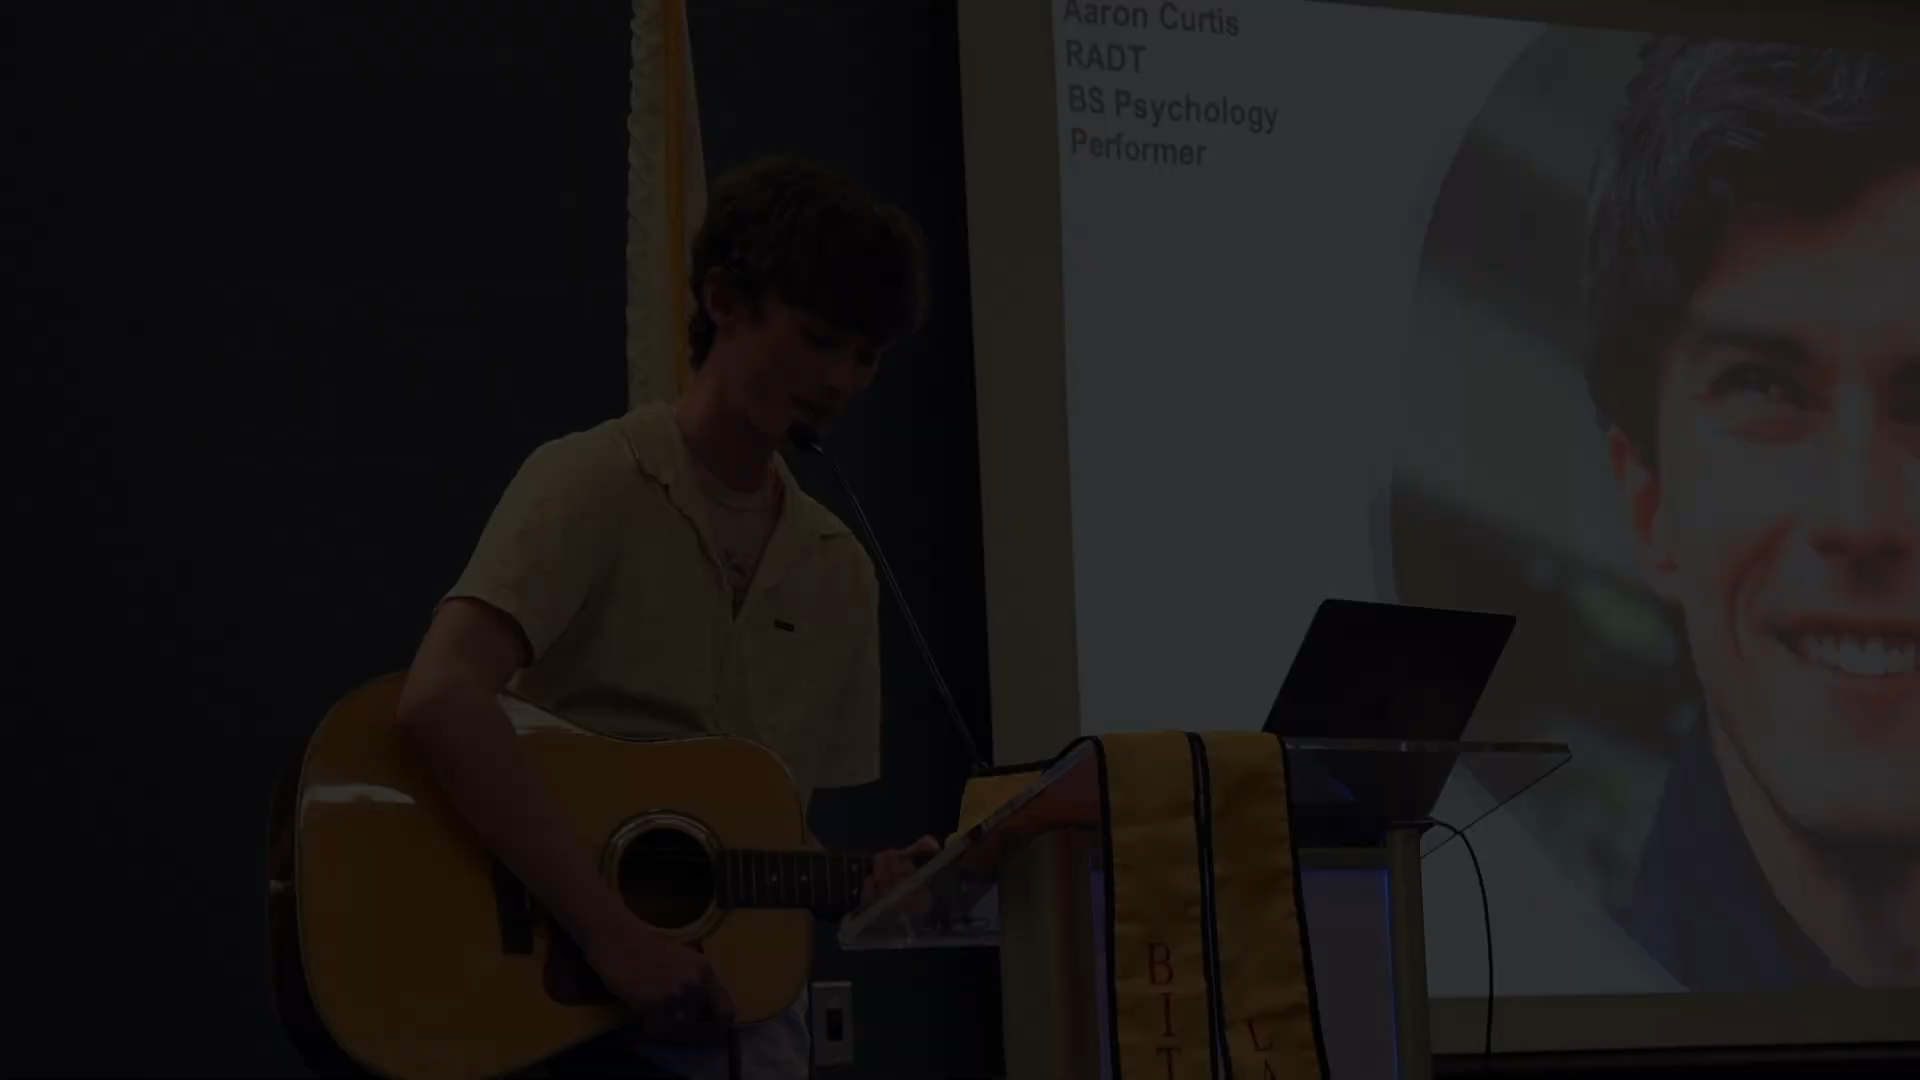 Aaron Curtis
RADT
BS Psychology
Performer
B
I
T
L
A